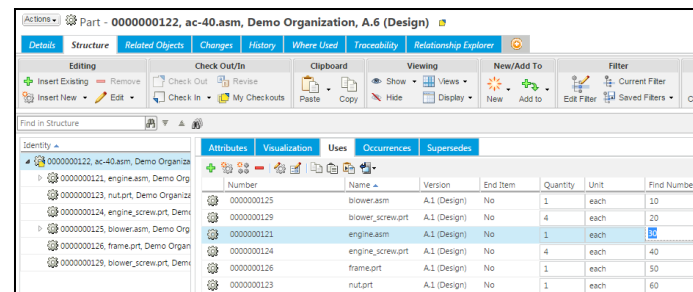 Actions Part - 0000000122, ac-40.asm, Demo Organization, A.6 (Design)
Details Structure Related Objects Changes History Where Used Traceability Relationship Explorer
Editing Check Out/In Clipboard Viewing New/Add To Filter
Insert Existing Remove Check Out Revise Show Views Current Filter
Insert New Edit Check In My Checkouts Paste Copy Hide Display New Add to Edit Filter Saved Filters
Find in Structure
Identity Attributes Visualization Uses Occurrences Supersedes
0000000122, ac-40.asm, Demo Organiza
0000000121, engine.asm, Demo Org
0000000123, nut.prt, Demo Organiza
0000000124, engine_screw.prt, Demo
0000000125, blower.asm, Demo Org
0000000126, frame.prt, Demo Organ
0000000129, blower_screw.prt, Demo
Number Name Version End Item Quantity Unit Find Numbe
0000000125 blower.asm A.1 (Design) No 1 each 10
0000000129 blower_screw.prt A.1 (Design) No 4 each 20
0000000121 engine.asm A.1 (Design) No 1 each 30
0000000124 engine_screw.prt A.1 (Design) No 4 each 40
0000000126 frame.prt A.1 (Design) No 1 each 50
0000000123 nut.prt A.1 (Design) No 1 each 60